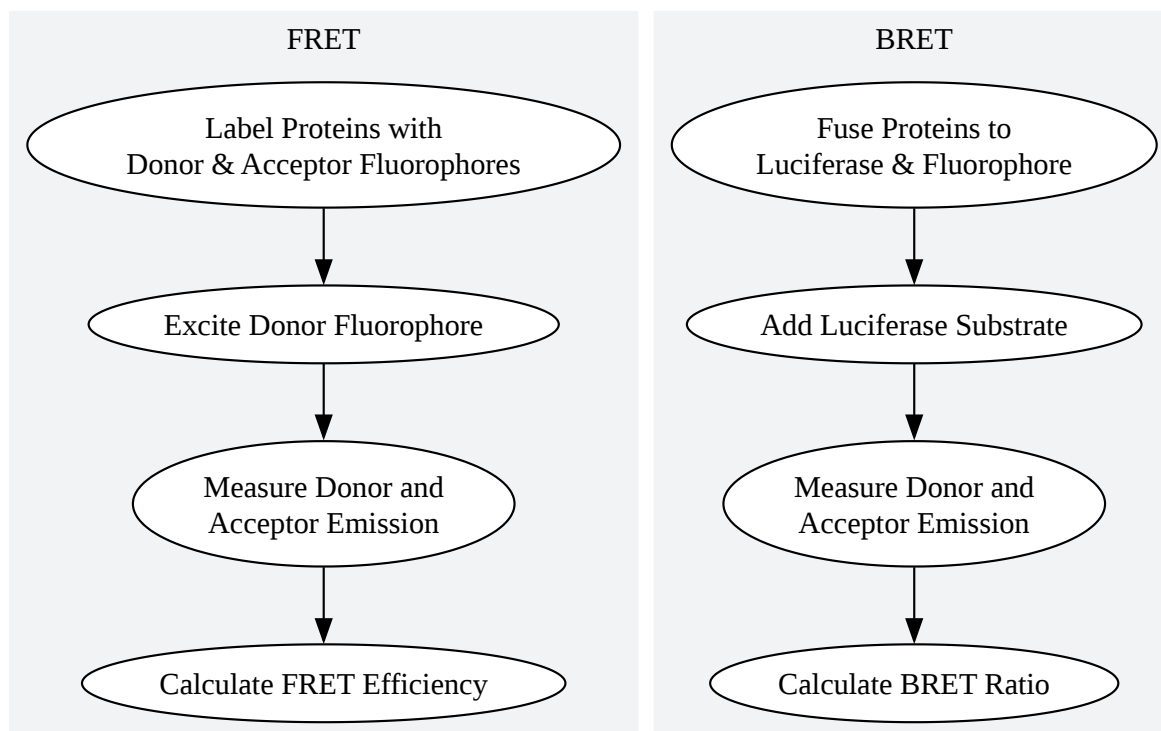 FRET
Label Proteins with
Donor & Acceptor Fluorophores
Excite Donor Fluorophore
Measure Donor and
Acceptor Emission
Calculate FRET Efficiency
BRET
Fuse Proteins to
Luciferase & Fluorophore
Add Luciferase Substrate
Measure Donor and
Acceptor Emission
Calculate BRET Ratio